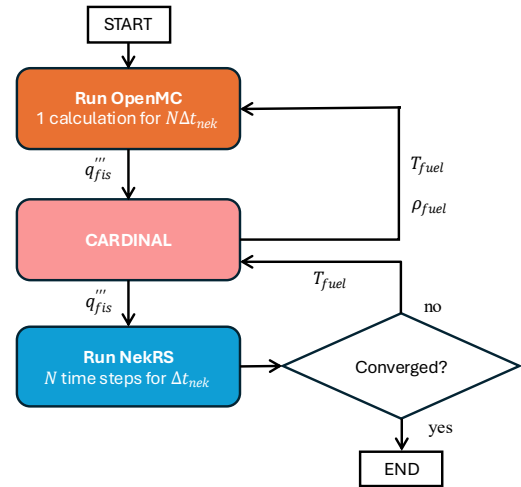 START
Run OpenMC
1 calculation for NΔt_nek
q'''_fis
T_fuel
ρ_fuel
CARDINAL
q'''_fis
T_fuel
no
Run NekRS
N time steps for Δt_nek
Converged?
yes
END